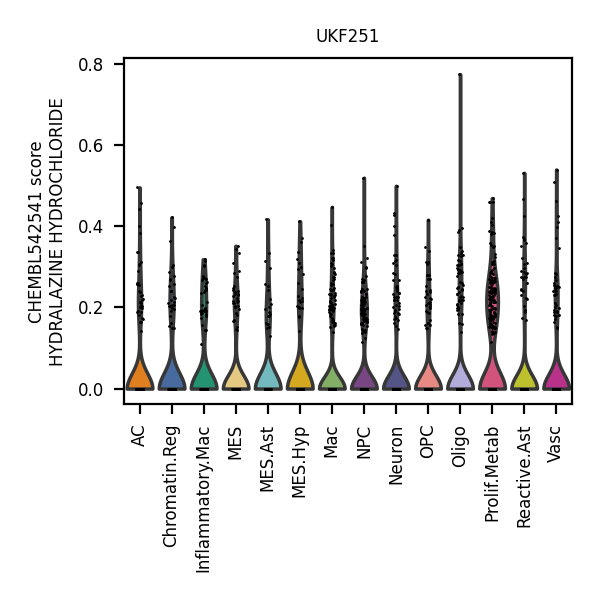 UKF251
CHEMBL542541 score
HYDRALAZINE HYDROCHLORIDE
0.8
0.6
0.4
0.2
0.0
AC
Chromatin.Reg
Inflammatory.Mac
MES
MES.Ast
MES.Hyp
Mac
NPC
Neuron
OPC
Oligo
Prolif.Metab
Reactive.Ast
Vasc